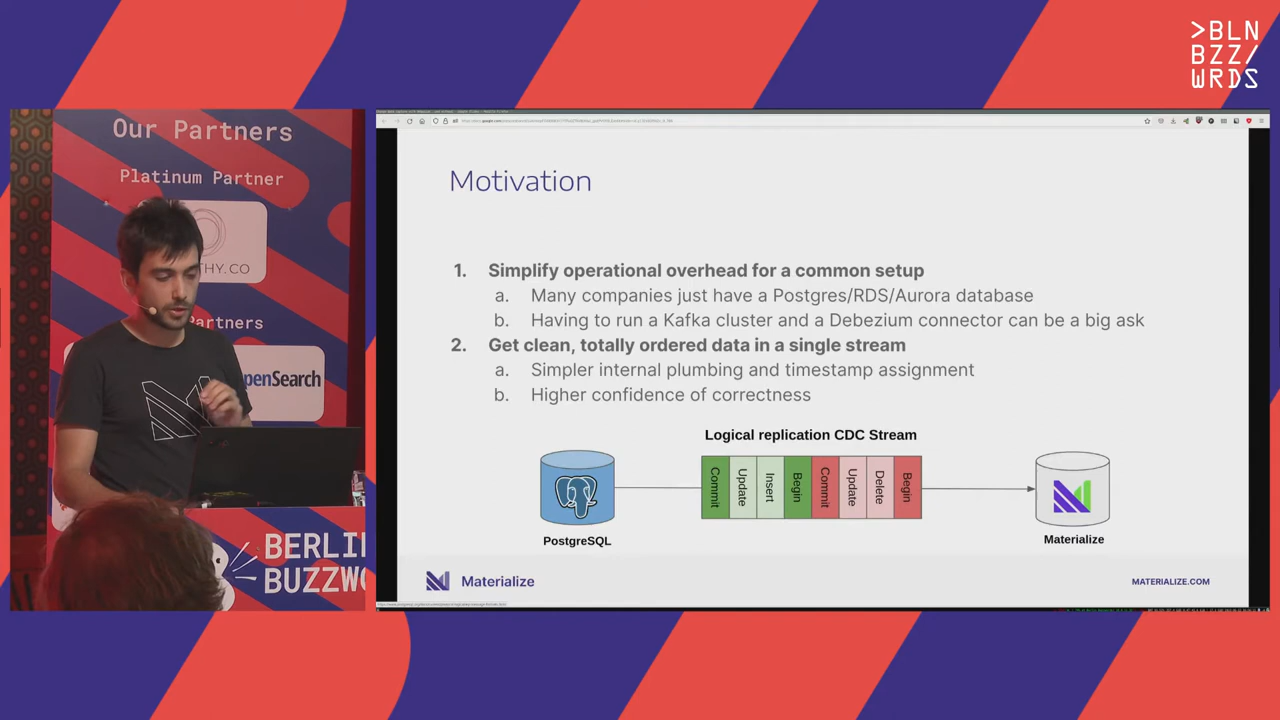 >BLN
BZZ/
WRDS
Our Partners
Platinum Partner
THY.CO
Partners
penSearch
BERLI
BUZZW
Motivation
1. Simplify operational overhead for a common setup
a. Many companies just have a Postgres/RDS/Aurora database
b. Having to run a Kafka cluster and a Debezium connector can be a big ask
2. Get clean, totally ordered data in a single stream
a. Simpler internal plumbing and timestamp assignment
b. Higher confidence of correctness
Logical replication CDC Stream
Commit
Update
Insert
Begin
Commit
Update
Delete
Begin
PostgreSQL
Materialize
Materialize
MATERIALIZE.COM